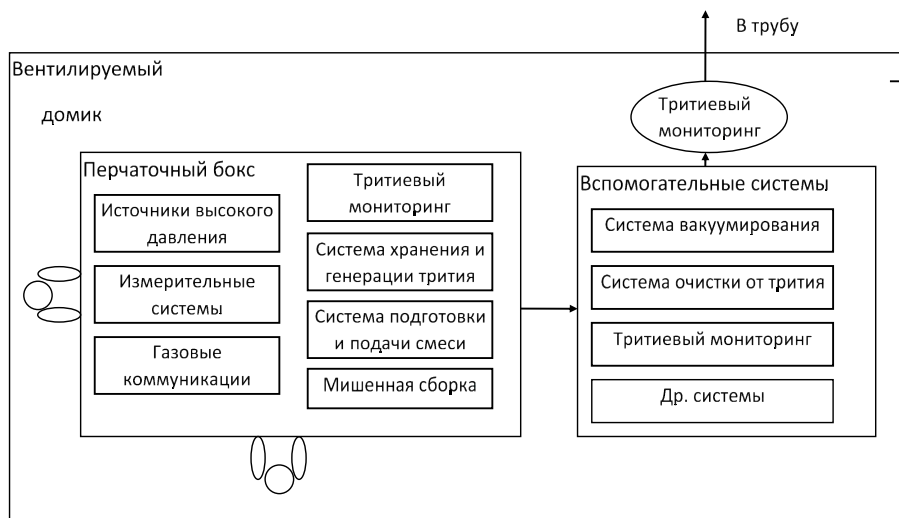 В трубу
Вентилируемый
домик
Тритиевый
мониторинг
Перчаточный бокс
Источники высокого
давления
Измерительные
системы
Газовые
коммуникации
Тритиевый
мониторинг
Система хранения и
генерации трития
Система подготовки
и подачи смеси
Мишенная сборка
Вспомогательные системы
Система вакуумирования
Система очистки от трития
Тритиевый мониторинг
Др. системы